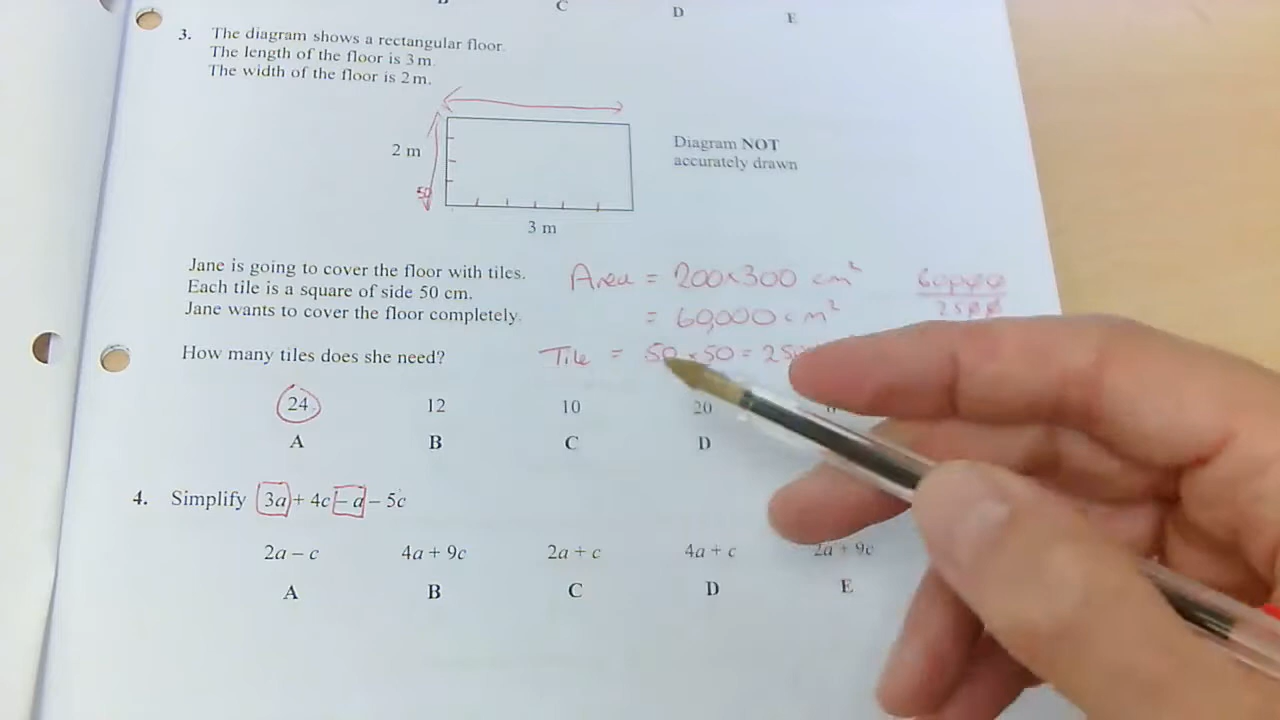 C D E
3. The diagram shows a rectangular floor.
The length of the floor is 3 m.
The width of the floor is 2 m.
2 m
50
Diagram NOT
accurately drawn
3 m
Jane is going to cover the floor with tiles.
Each tile is a square of side 50 cm.
Jane wants to cover the floor completely.
Area = 200×300 cm²
= 60,000 cm²
60000
2500
How many tiles does she need?
Tile = 50×50 = 25
24 12 10 20
A B C D
4. Simplify 3a + 4c – a – 5c
2a – c 4a + 9c 2a + c 4a + c 2a + 9c
A B C D E